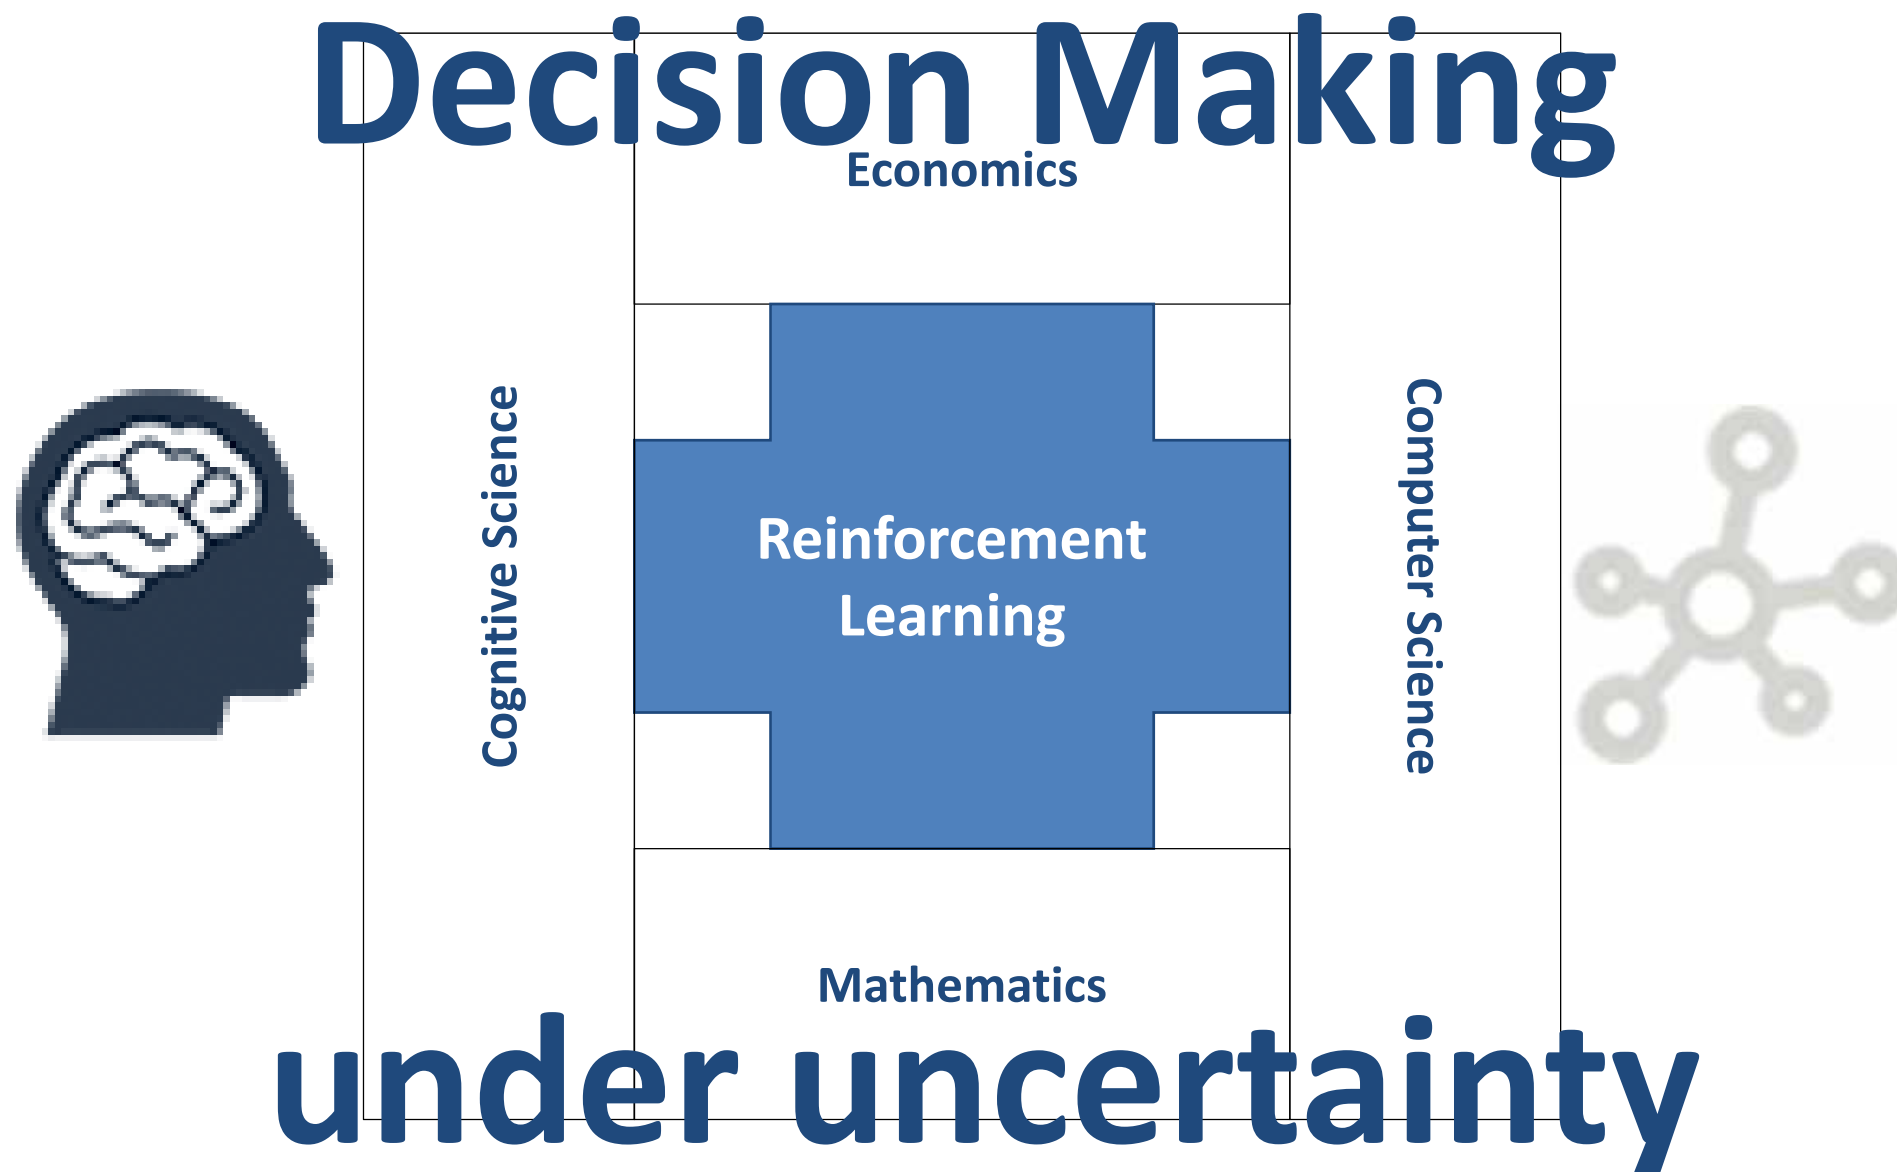 Decision Making
Economics
Cognitive Science
Reinforcement
Learning
Computer Science
Mathematics
under uncertainty